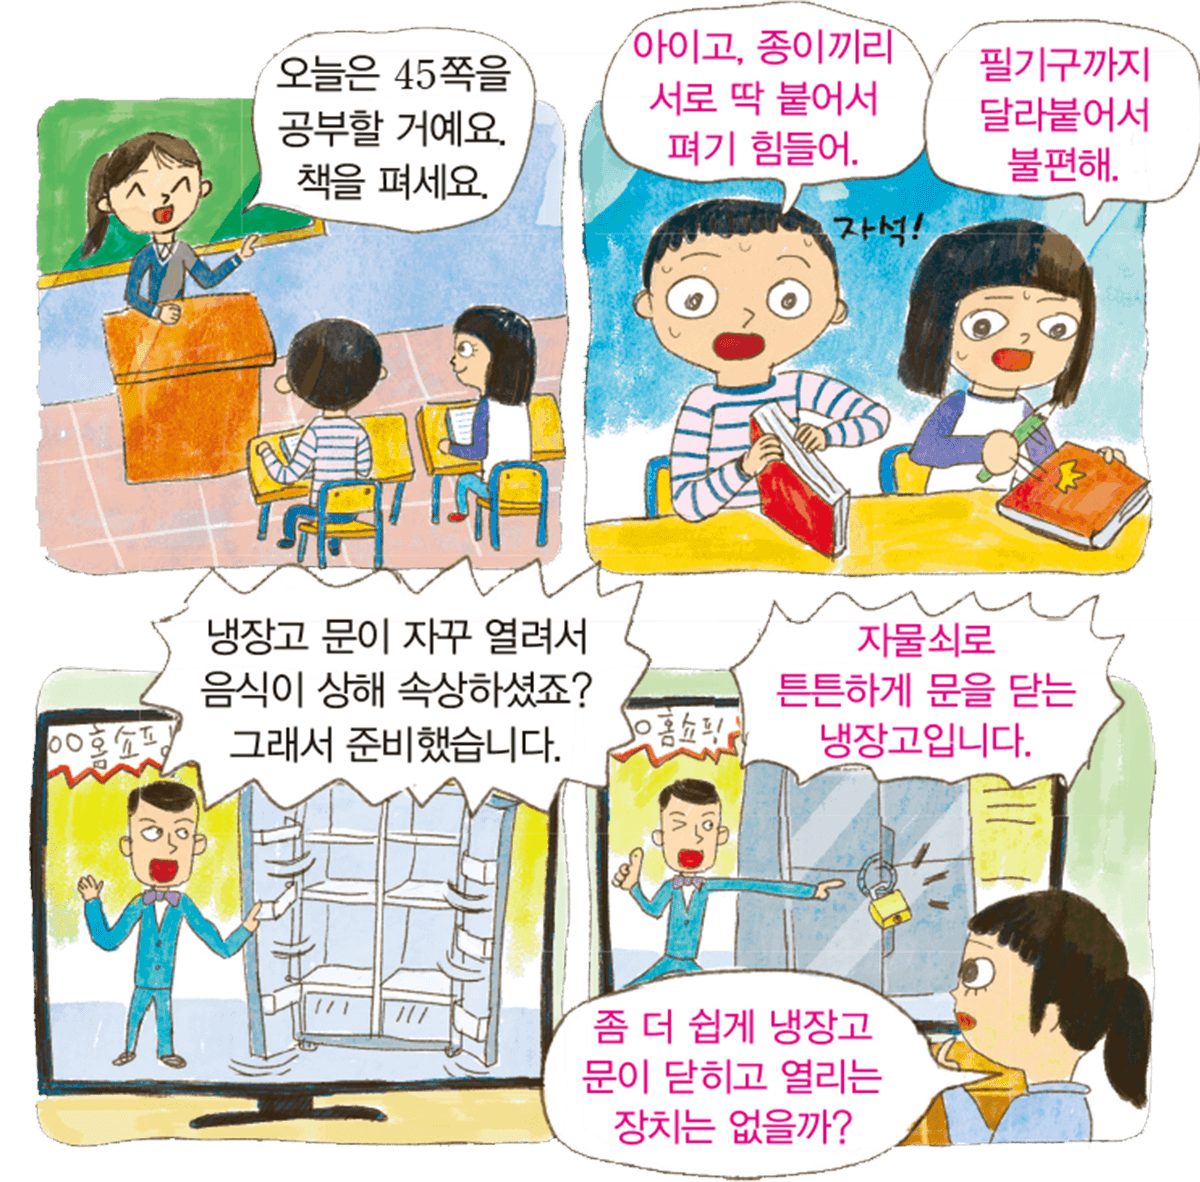 오늘은 45쪽을
공부할 거예요.
책을 펴세요.
아이고, 종이끼리
서로 딱 붙어서
펴기 힘들어.
필기구까지
달라붙어서
불편해.
자석!
냉장고 문이 자꾸 열려서
음식이 상해 속상하셨죠?
그래서 준비했습니다.
OO홈쇼핑
자물쇠로
튼튼하게 문을 닫는
냉장고입니다.
O홈쇼핑
좀 더 쉽게 냉장고
문이 닫히고 열리는
장치는 없을까?